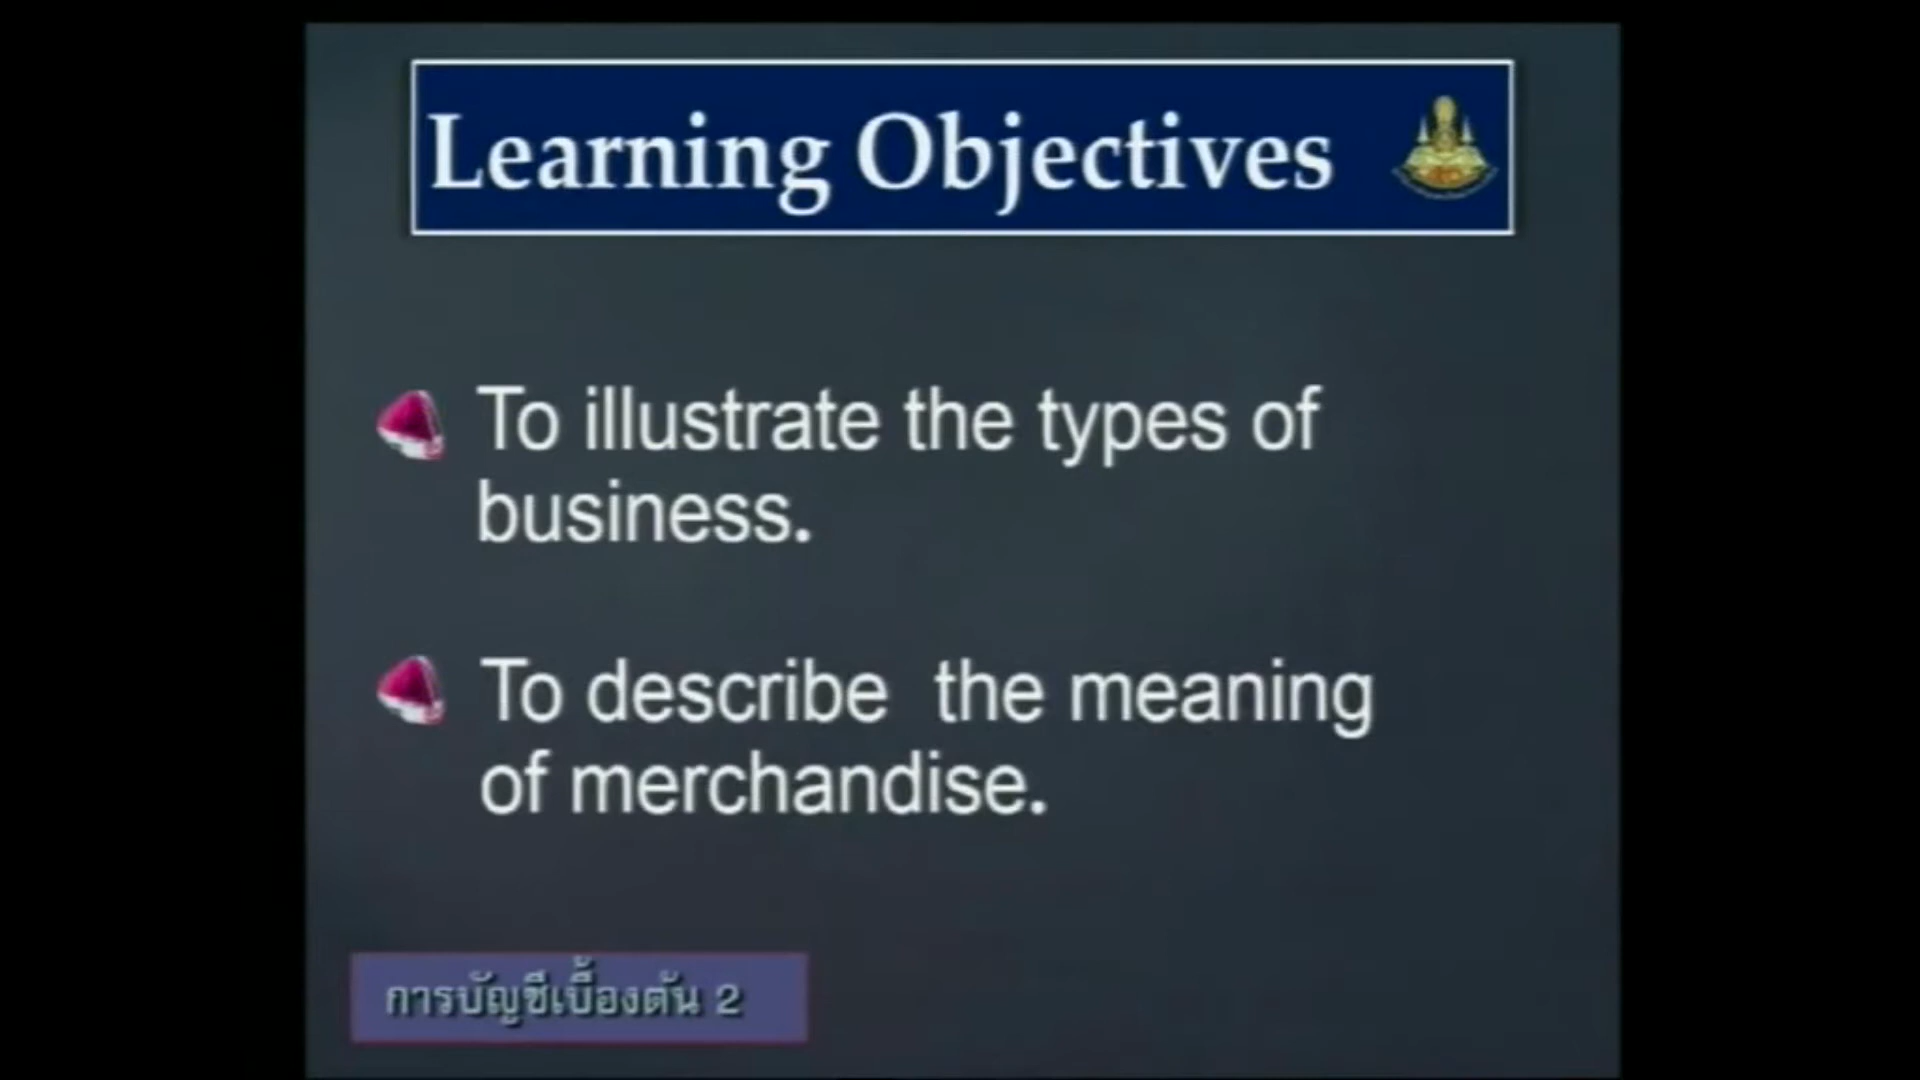 Learning Objectives
To illustrate the types of
business.
To describe the meaning
of merchandise.
การบัญชีเบื้องต้น 2